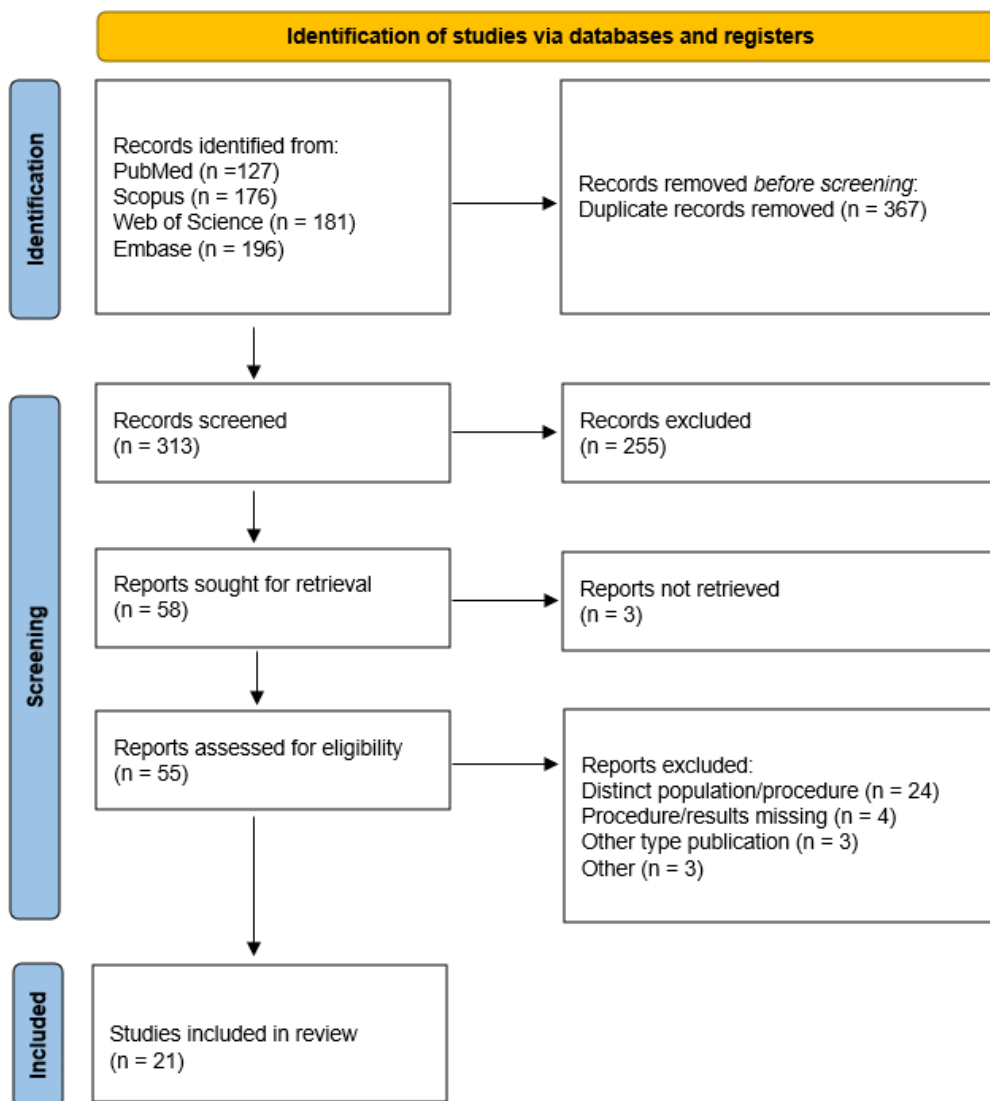 Identification of studies via databases and registers
Identification
Records identified from:
PubMed (n =127)
Scopus (n = 176)
Web of Science (n = 181)
Embase (n = 196)
Records removed before screening:
Duplicate records removed (n = 367)
Screening
Records screened
(n = 313)
Records excluded
(n = 255)
Reports sought for retrieval
(n = 58)
Reports not retrieved
(n = 3)
Reports assessed for eligibility
(n = 55)
Reports excluded:
Distinct population/procedure (n = 24)
Procedure/results missing (n = 4)
Other type publication (n = 3)
Other (n = 3)
Included
Studies included in review
(n = 21)